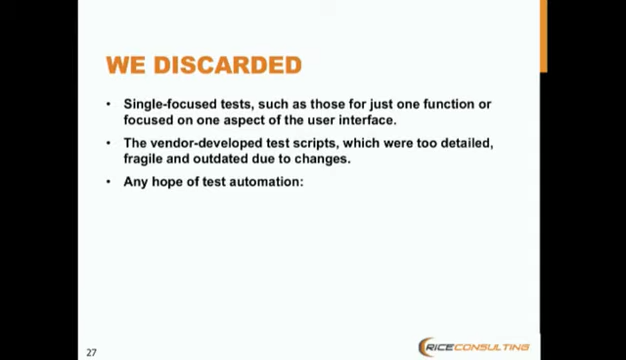 WE DISCARDED
• Single-focused tests, such as those for just one function or
focused on one aspect of the user interface.
• The vendor-developed test scripts, which were too detailed,
fragile and outdated due to changes.
• Any hope of test automation:
27
RICECONSULTING